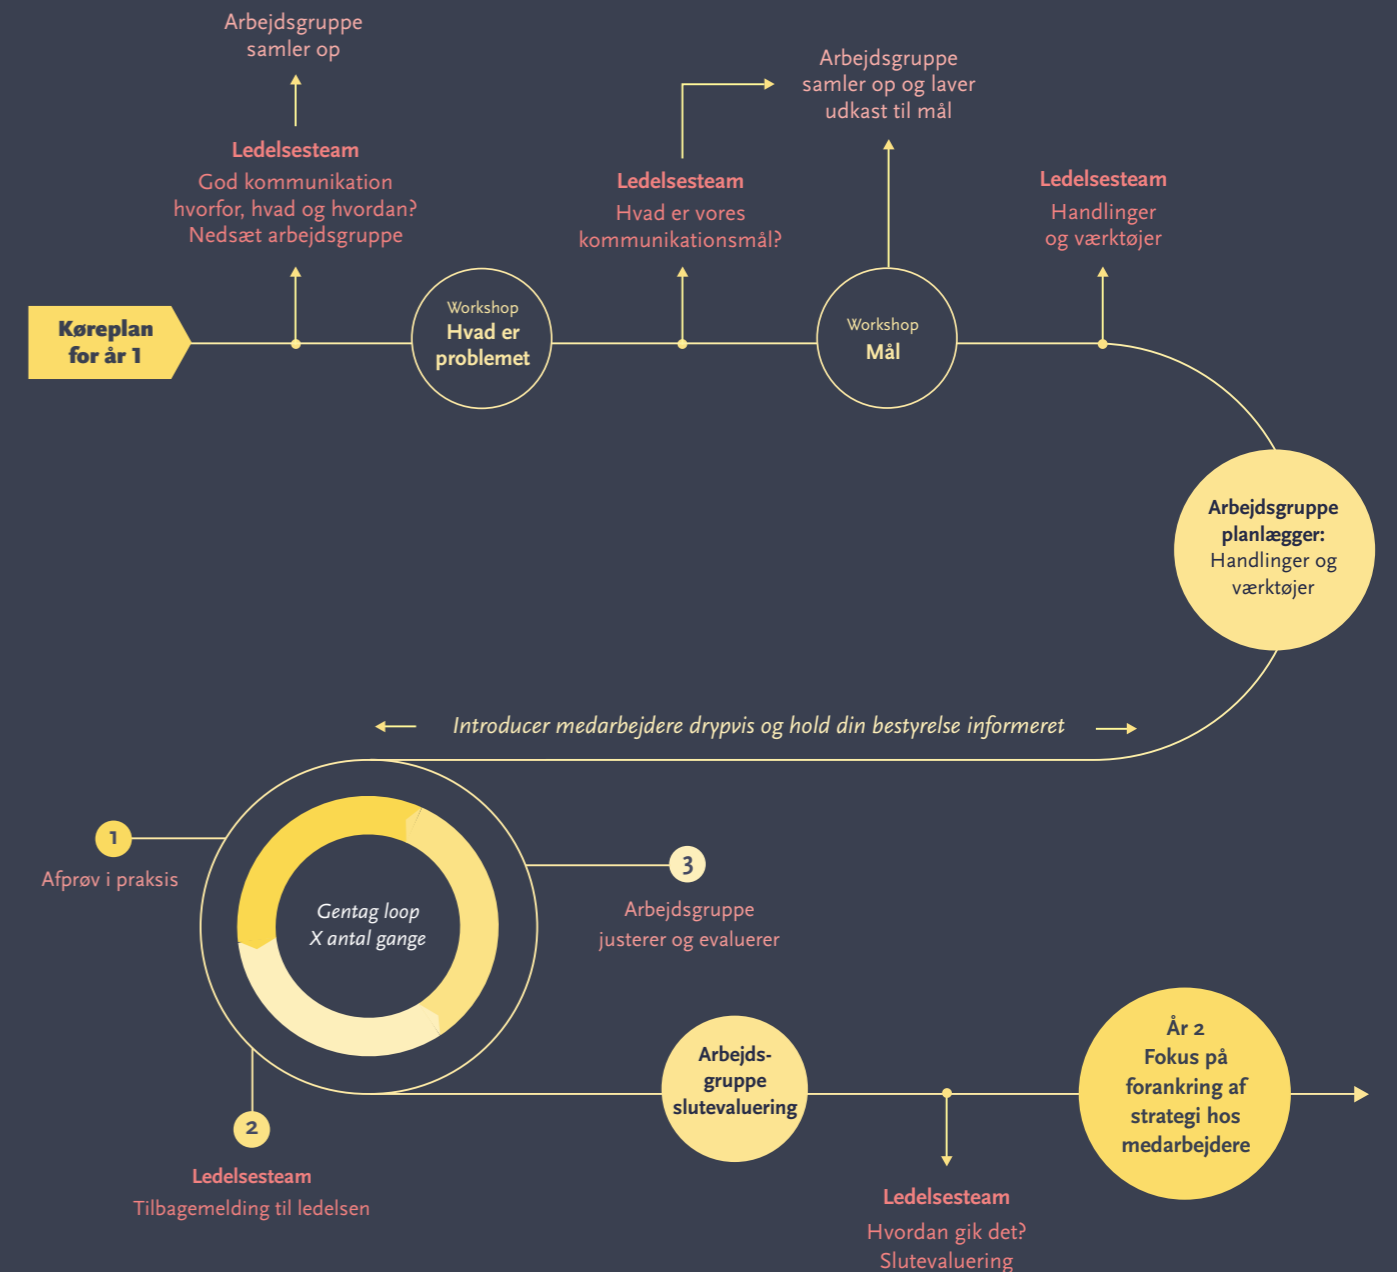 Arbejdsgruppe
samler op
Ledelsesteam
God kommunikation
hvorfor, hvad og hvordan?
Nedsæt arbejdsgruppe
Køreplan
for år 1
Workshop
Hvad er
problemet
Ledelsesteam
Hvad er vores
kommunikationsmål?
Arbejdsgruppe
samler op og laver
udkast til mål
Workshop
Mål
Ledelsesteam
Handlinger
og værktøjer
Arbejdsgruppe
planlægger:
Handlinger og
værktøjer
Introducer medarbejdere drypvis og hold din bestyrelse informeret
Gentag loop
X antal gange
1
Afprøv i praksis
2
Ledelsesteam
Tilbagemelding til ledelsen
3
Arbejdsgruppe
justerer og evaluerer
Arbejds-
gruppe
slutevaluering
Ledelsesteam
Hvordan gik det?
Slutevaluering
År 2
Fokus på
forankring af
strategi hos
medarbejdere